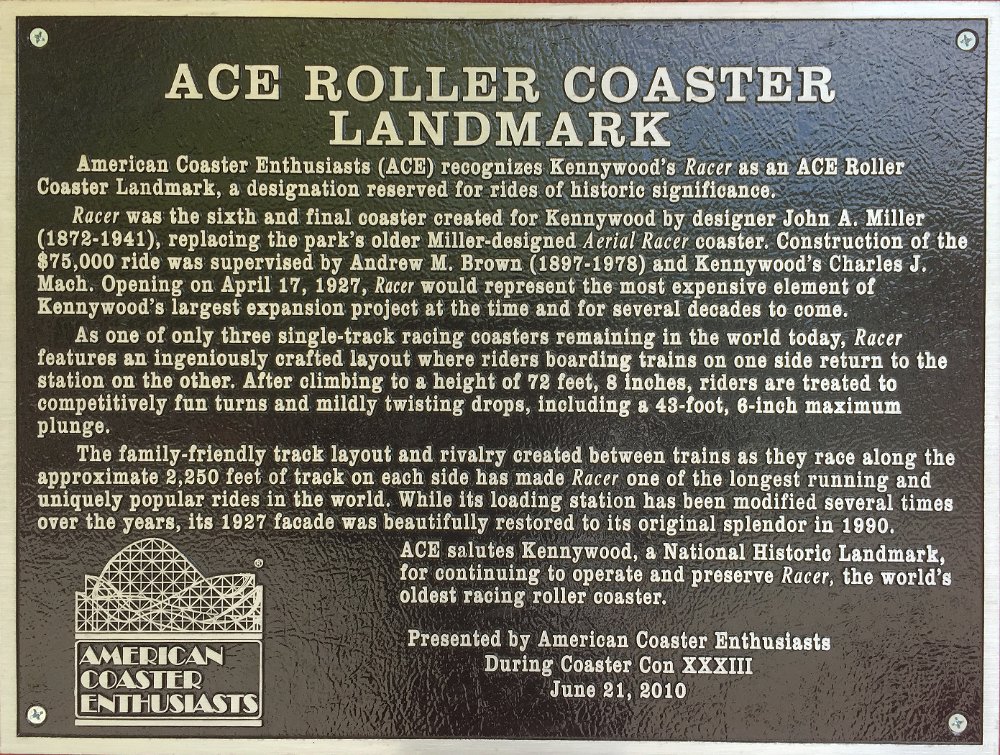 ACE ROLLER COASTER
LANDMARK
American Coaster Enthusiasts (ACE) recognizes Kennywood's Racer as an ACE Roller
Coaster Landmark, a designation reserved for rides of historic significance.
Racer was the sixth and final coaster created for Kennywood by designer John A. Miller
(1872-1941), replacing the park's older Miller-designed Aerial Racer coaster. Construction of the
$75,000 ride was supervised by Andrew M. Brown (1897-1978) and Kennywood's Charles J.
Mach. Opening on April 17, 1927, Racer would represent the most expensive element of
Kennywood's largest expansion project at the time and for several decades to come.
As one of only three single-track racing coasters remaining in the world today, Racer
features an ingeniously crafted layout where riders boarding trains on one side return to the
station on the other. After climbing to a height of 72 feet, 8 inches, riders are treated to
competitively fun turns and mildly twisting drops, including a 43-foot, 6-inch maximum
plunge.
The family-friendly track layout and rivalry created between trains as they race along the
approximate 2,250 feet of track on each side has made Racer one of the longest running and
uniquely popular rides in the world. While its loading station has been modified several times
over the years, its 1927 facade was beautifully restored to its original splendor in 1990.
ACE salutes Kennywood, a National Historic Landmark,
for continuing to operate and preserve Racer, the world's
oldest racing roller coaster.
Presented by American Coaster Enthusiasts
During Coaster Con XXXIII
June 21, 2010
®
AMERICAN
COASTER
ENTHUSIASTS